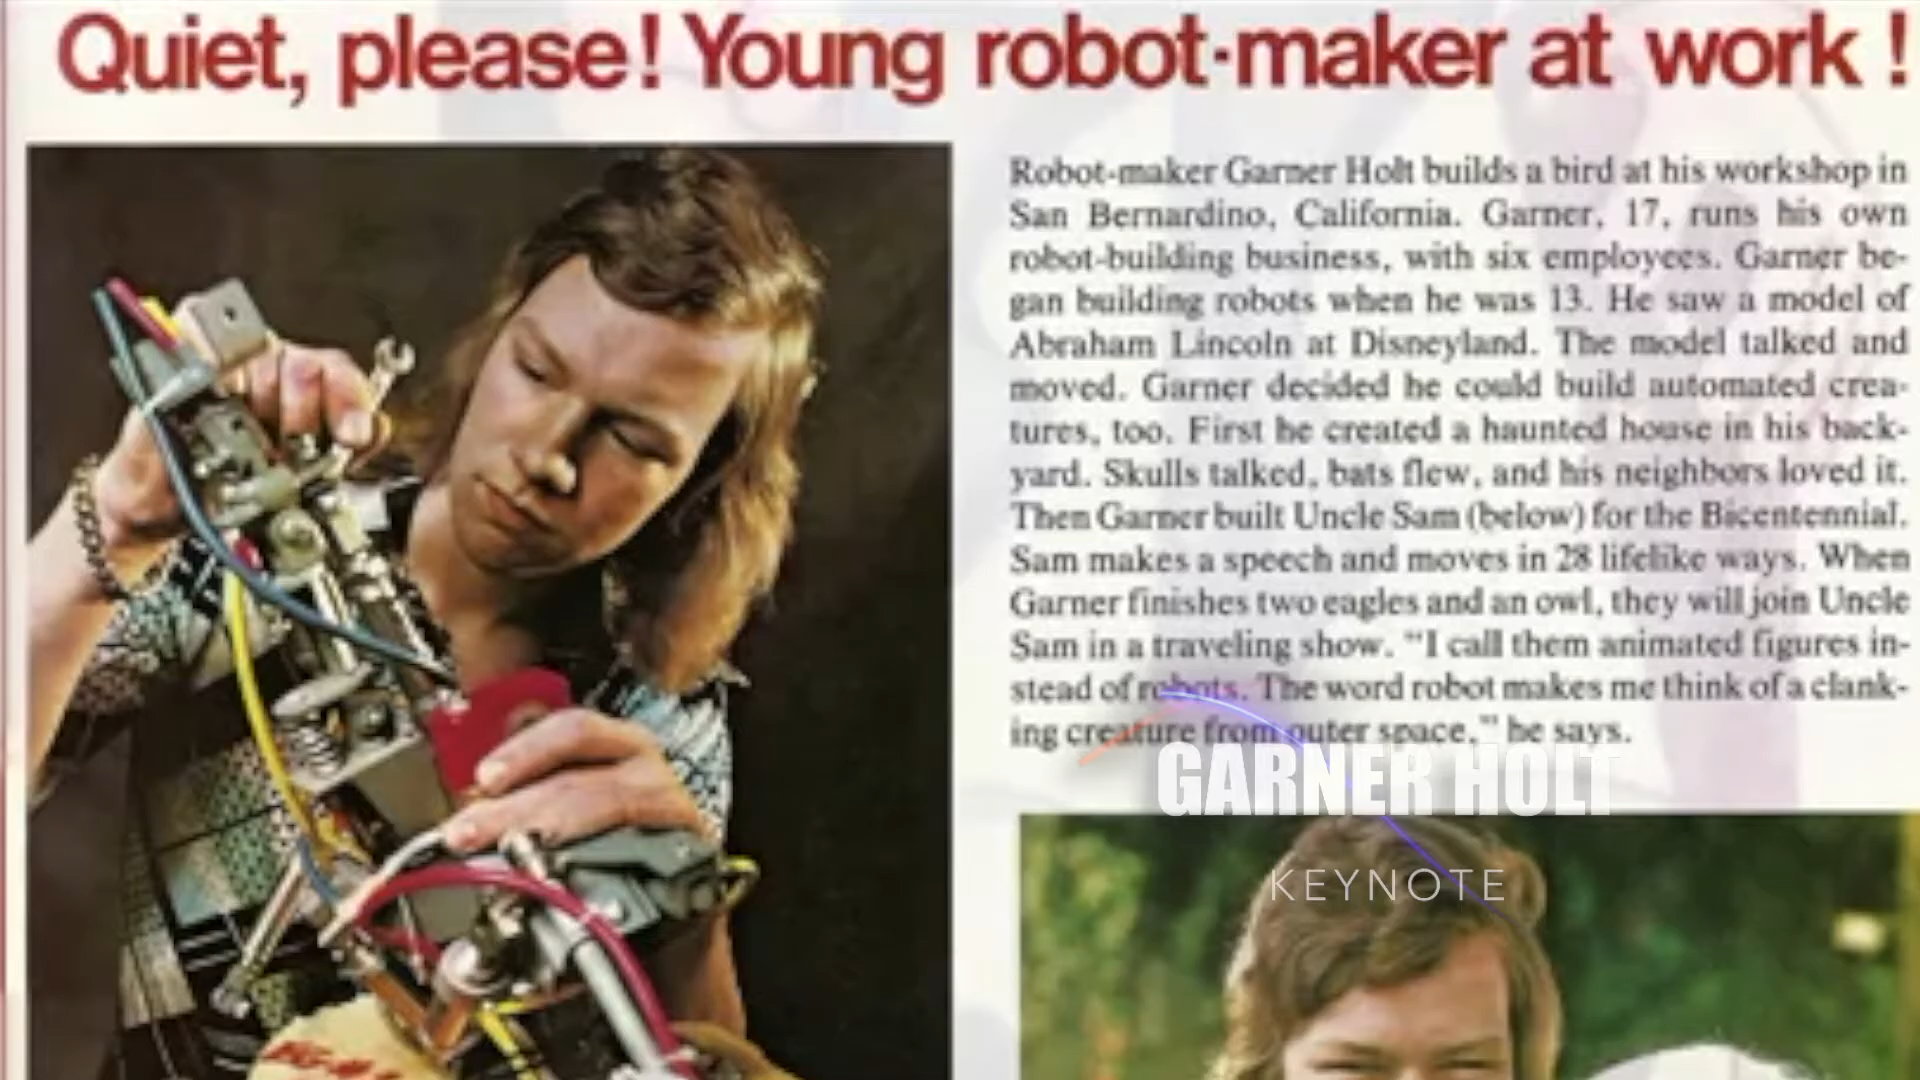 Quiet, please! Young robot-maker at work!
Robot-maker Garner Holt builds a bird at his workshop in
San Bernardino, California. Garner, 17, runs his own
robot-building business, with six employees. Garner be-
gan building robots when he was 13. He saw a model of
Abraham Lincoln at Disneyland. The model talked and
moved. Garner decided he could build automated crea-
tures, too. First he created a haunted house in his back-
yard. Skulls talked, bats flew, and his neighbors loved it.
Then Garner built Uncle Sam (below) for the Bicentennial.
Sam makes a speech and moves in 28 lifelike ways. When
Garner finishes two eagles and an owl, they will join Uncle
Sam in a traveling show. “I call them animated figures in-
stead of robots. The word robot makes me think of a clank-
ing creature from outer space,” he says.
GARNER HOLT
KEYNOTE